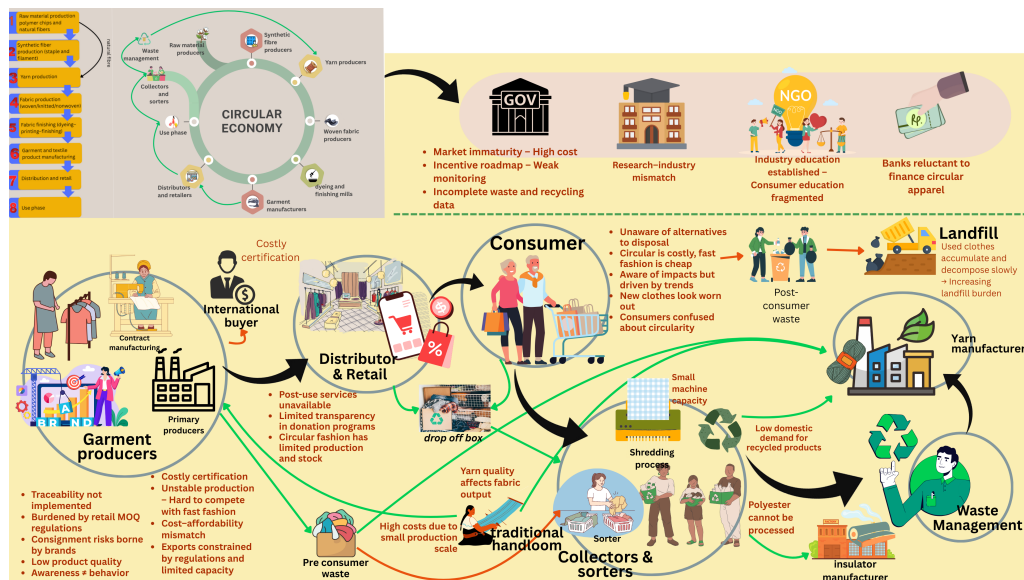 1
Raw material production
polymer chips and
natural fibers
2
Synthetic fiber
production (staple and
filament)
3
Yarn production
4
Fabric production
(woven/knitted/nonwoven)
5
Fabric finishing (dyeing-
printing-finishing)
6
Garment and textile
product manufacturing
7
Distribution and retail
8
Use phase
natural fibre
Waste
management
Raw material
producers
Synthetic
fibre
producers
Yarn producers
Collectors
and
sorters
CIRCULAR
ECONOMY
Use phase
Woven fabric
producers
Distributors
and retailers
dyeing and
finishing mills
Garment
manufacturers
GOV
NGO
Rp
• Market immaturity – High cost
• Incentive roadmap – Weak
monitoring
• Incomplete waste and recycling
data
Research–industry
mismatch
Industry education
established –
Consumer education
fragmented
Banks reluctant to
finance circular
apparel
Costly
certification
Contract
manufacturing
International
buyer
BRAND
Primary
producers
Garment
producers
Distributor
& Retail
Consumer
• Unaware of alternatives
to disposal
• Circular is costly, fast
fashion is cheap
• Aware of impacts but
driven by trends
• New clothes look worn
out
• Consumers confused
about circularity
Post-
consumer
waste
Landfill
Used clothes
accumulate and
decompose slowly
→ Increasing
landfill burden
Yarn
manufacturer
• Post-use services
unavailable
• Limited transparency
in donation programs
• Circular fashion has
limited production
and stock
drop off box
Small
machine
capacity
Shredding
process
Low domestic
demand for
recycled products
• Traceability not
implemented
• Burdened by retail MOQ
regulations
• Consignment risks borne
by brands
• Low product quality
• Awareness ≠ behavior
• Costly certification
• Unstable production
– Hard to compete
with fast fashion
• Cost–affordability
mismatch
• Exports constrained
by regulations and
limited capacity
Pre consumer
waste
High costs due to
small production
scale
Yarn quality
affects fabric
output
traditional
handloom
Sorter
Collectors &
sorters
Polyester
cannot be
processed
insulator
manufacturer
Waste
Management